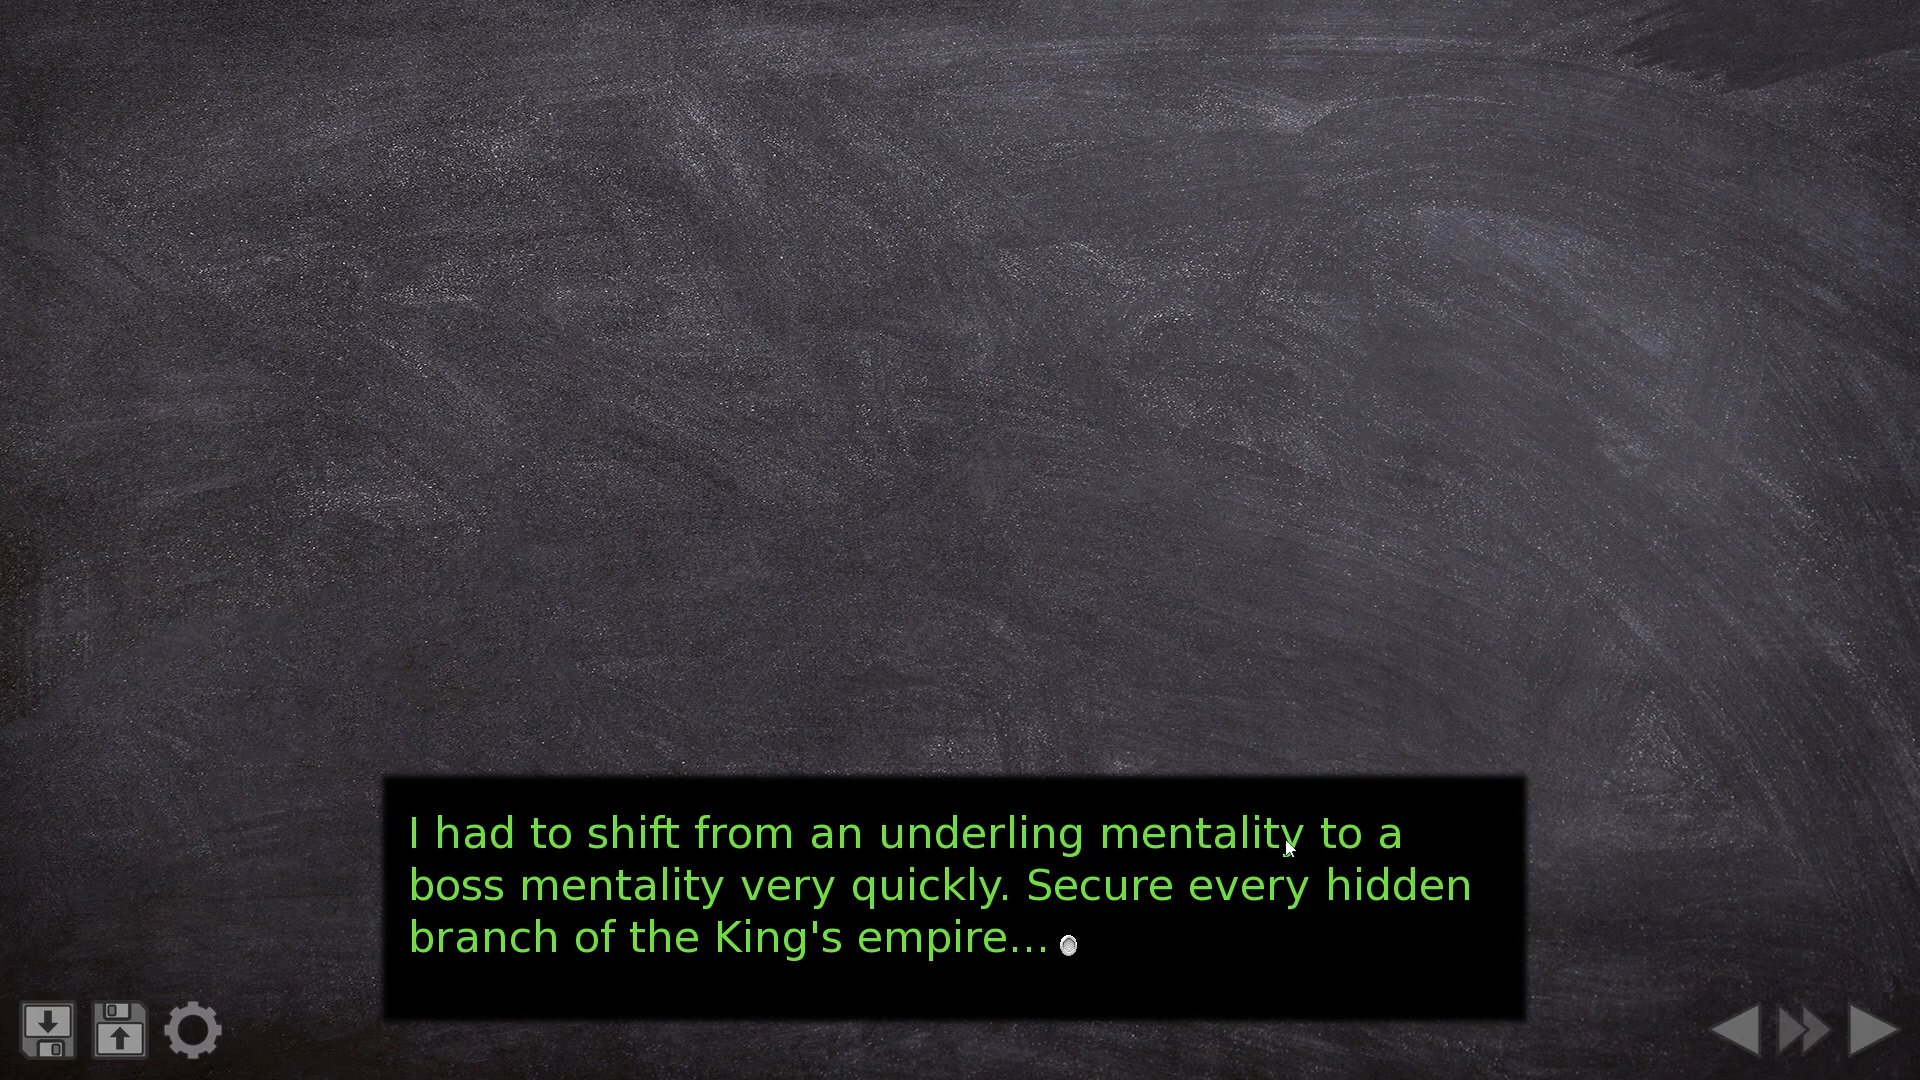 I had to shift from an underling mentality to a
boss mentality very quickly. Secure every hidden
branch of the King's empire...